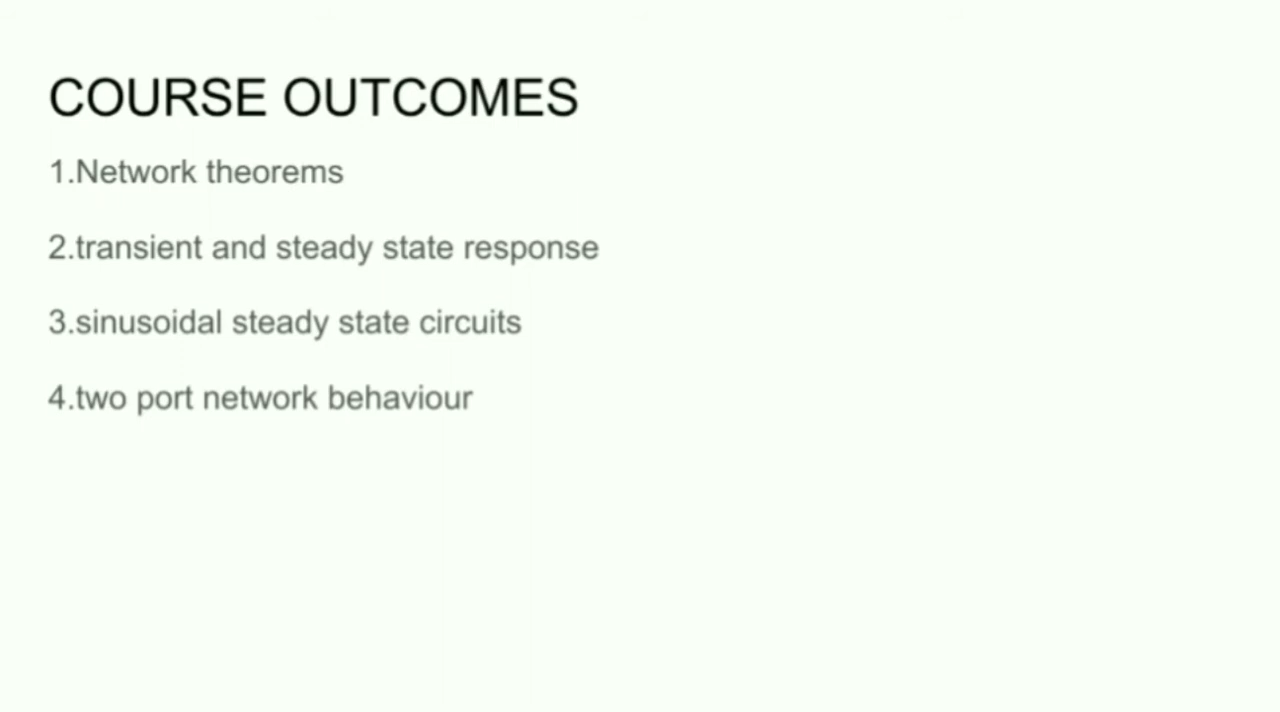 COURSE OUTCOMES
1.Network theorems
2.transient and steady state response
3.sinusoidal steady state circuits
4.two port network behaviour